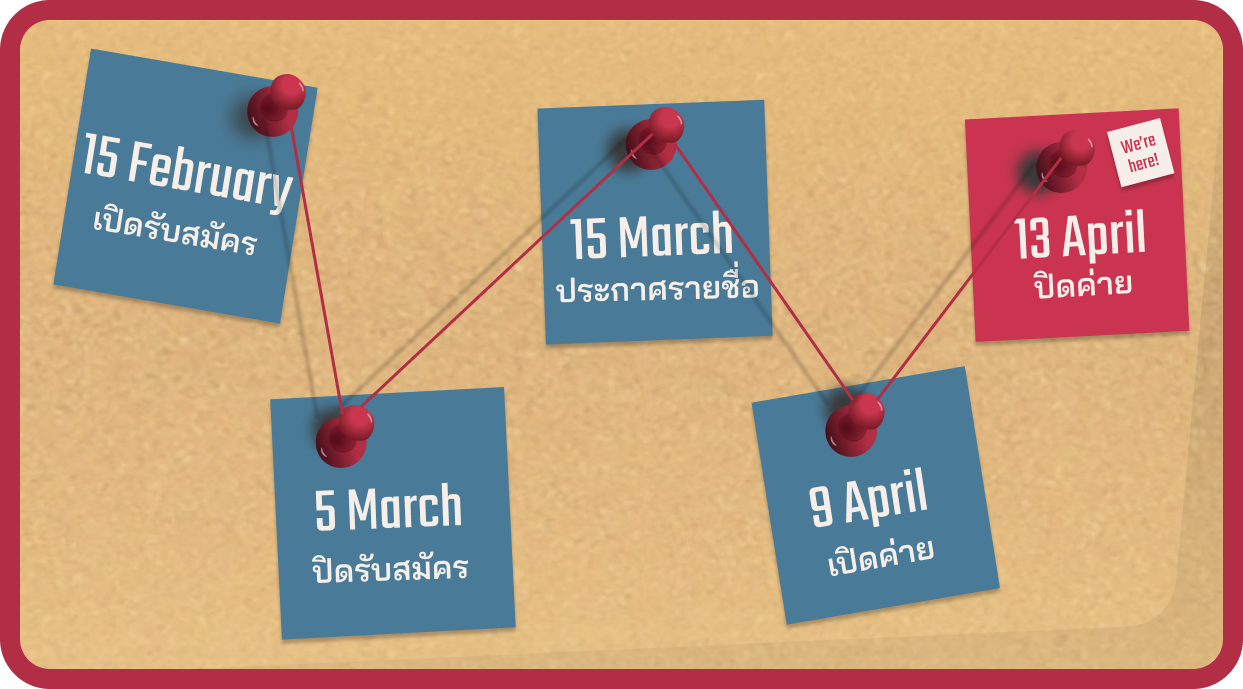 15 February
เปิดรับสมัคร
5 March
ปิดรับสมัคร
15 March
ประกาศรายชื่อ
9 April
เปิดค่าย
We're
here!
13 April
ปิดค่าย